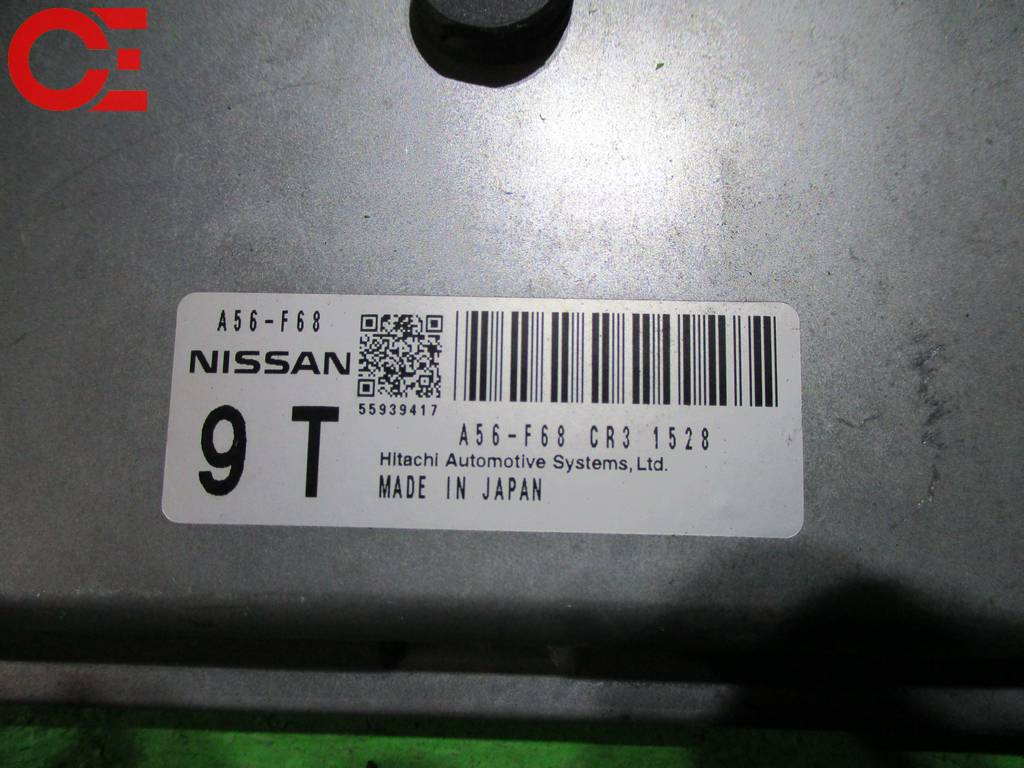 CE
A56-F68
NISSAN
55939417
9 T
A56-F68 CR3 1528
Hitachi Automotive Systems, Ltd.
MADE IN JAPAN